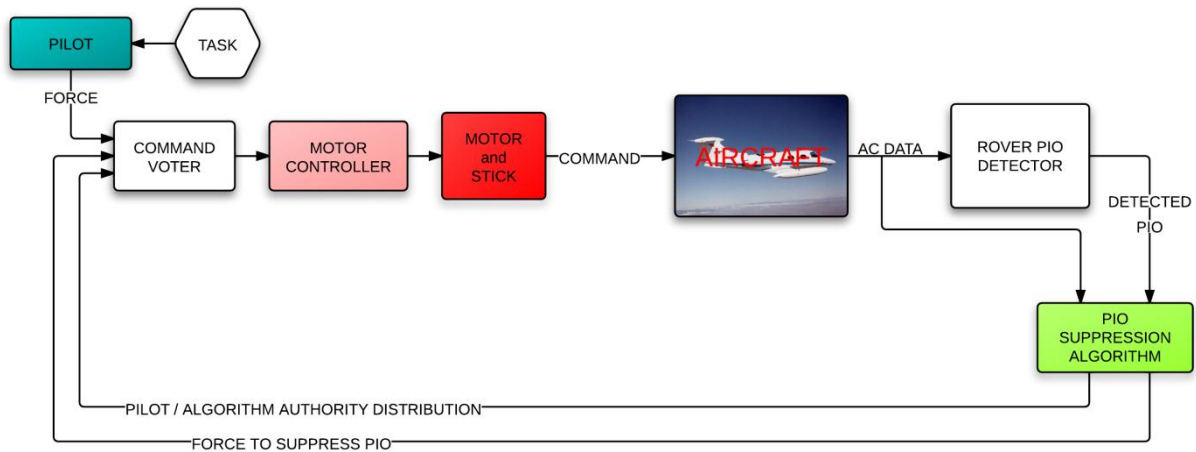 PILOT
TASK
FORCE
COMMAND
VOTER
MOTOR
CONTROLLER
MOTOR
and
STICK
COMMAND
AIRCRAFT
AC DATA
ROVER PIO
DETECTOR
DETECTED
PIO
PIO
SUPPRESSION
ALGORITHM
PILOT / ALGORITHM AUTHORITY DISTRIBUTION
FORCE TO SUPPRESS PIO